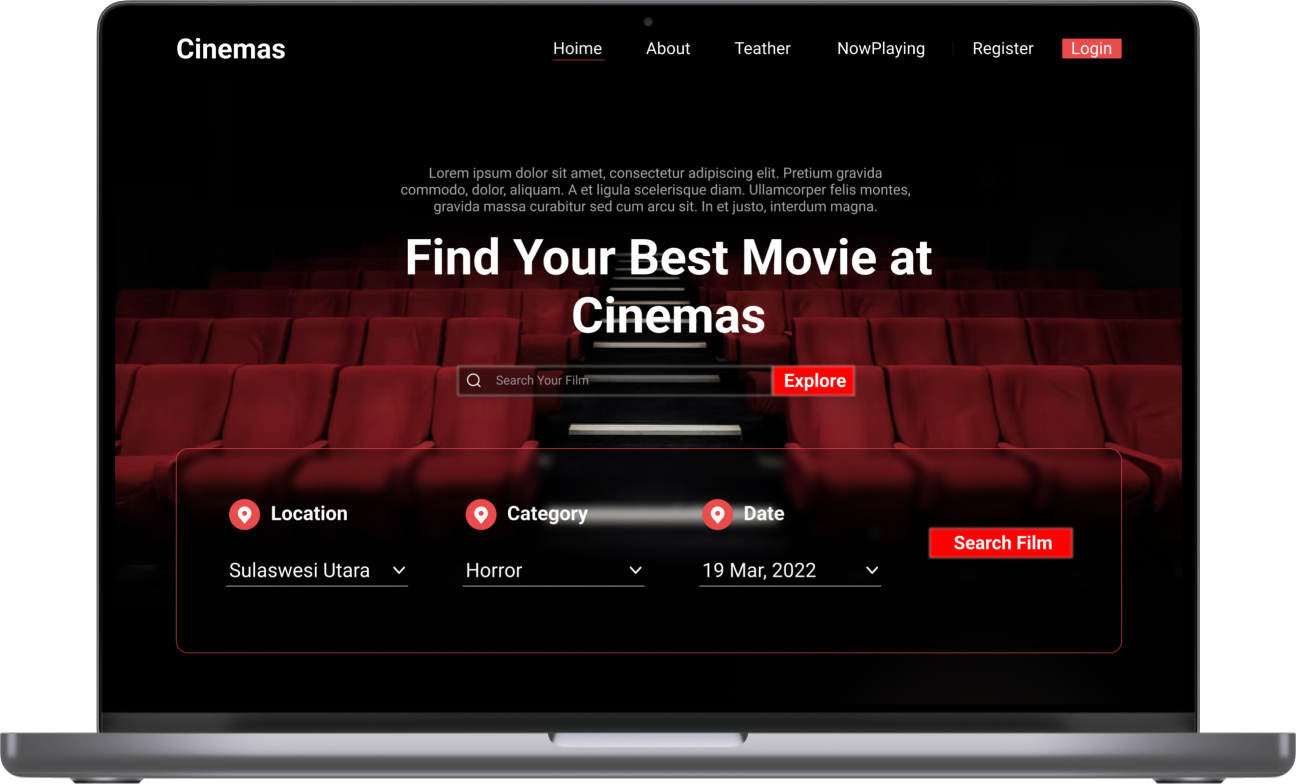 Cinemas
Hoime
About
Teather
NowPlaying
Register
Login
Lorem ipsum dolor sit amet, consectetur adipiscing elit. Pretium gravida
commodo, dolor, aliquam. A et ligula scelerisque diam. Ullamcorper felis montes,
gravida massa curabitur sed cum arcu sit. In et justo, interdum magna.
Find Your Best Movie at
Cinemas
Search Your Film
Explore
Location
Category
Date
Sulaswesi Utara
Horror
19 Mar, 2022
Search Film